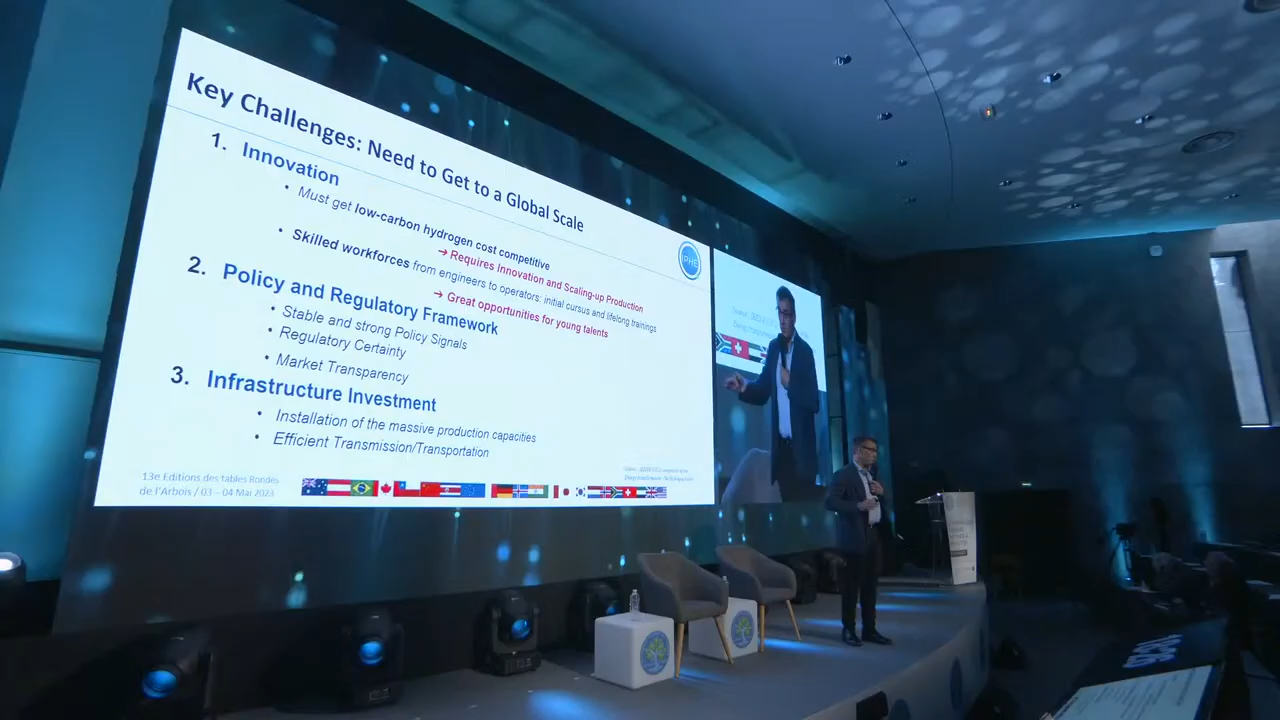 Key Challenges: Need to Get to a Global Scale
1. Innovation
• Must get low-carbon hydrogen cost competitive
→ Requires Innovation and Scaling-up Production
• Skilled workforces from engineers to operators: initial cursus and lifelong trainings
→ Great opportunities for young talents
2. Policy and Regulatory Framework
• Stable and strong Policy Signals
• Regulatory Certainty
• Market Transparency
3. Infrastructure Investment
• Installation of the massive production capacities
• Efficient Transmission/Transportation
13e Editions des tables Rondes
de l'Arbois / 03 – 04 Mai 2023
IPHE